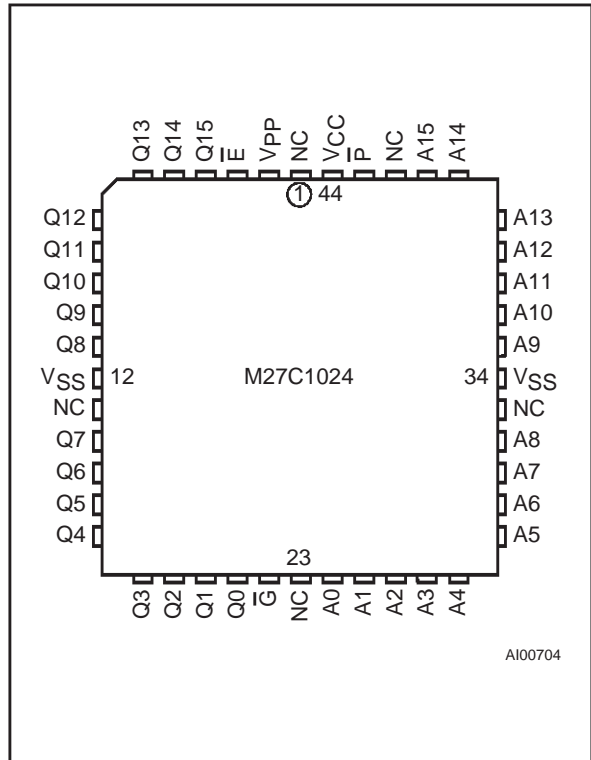 Q13 Q14 Q15 E VPP NC VCC P NC A15 A14
1 44
Q12 A13
Q11 A12
Q10 A11
Q9 A10
Q8 A9
VSS 12 M27C1024 34 VSS
NC NC
Q7 A8
Q6 A7
Q5 A6
Q4 A5
23
Q3 Q2 Q1 Q0 G NC A0 A1 A2 A3 A4
AI00704